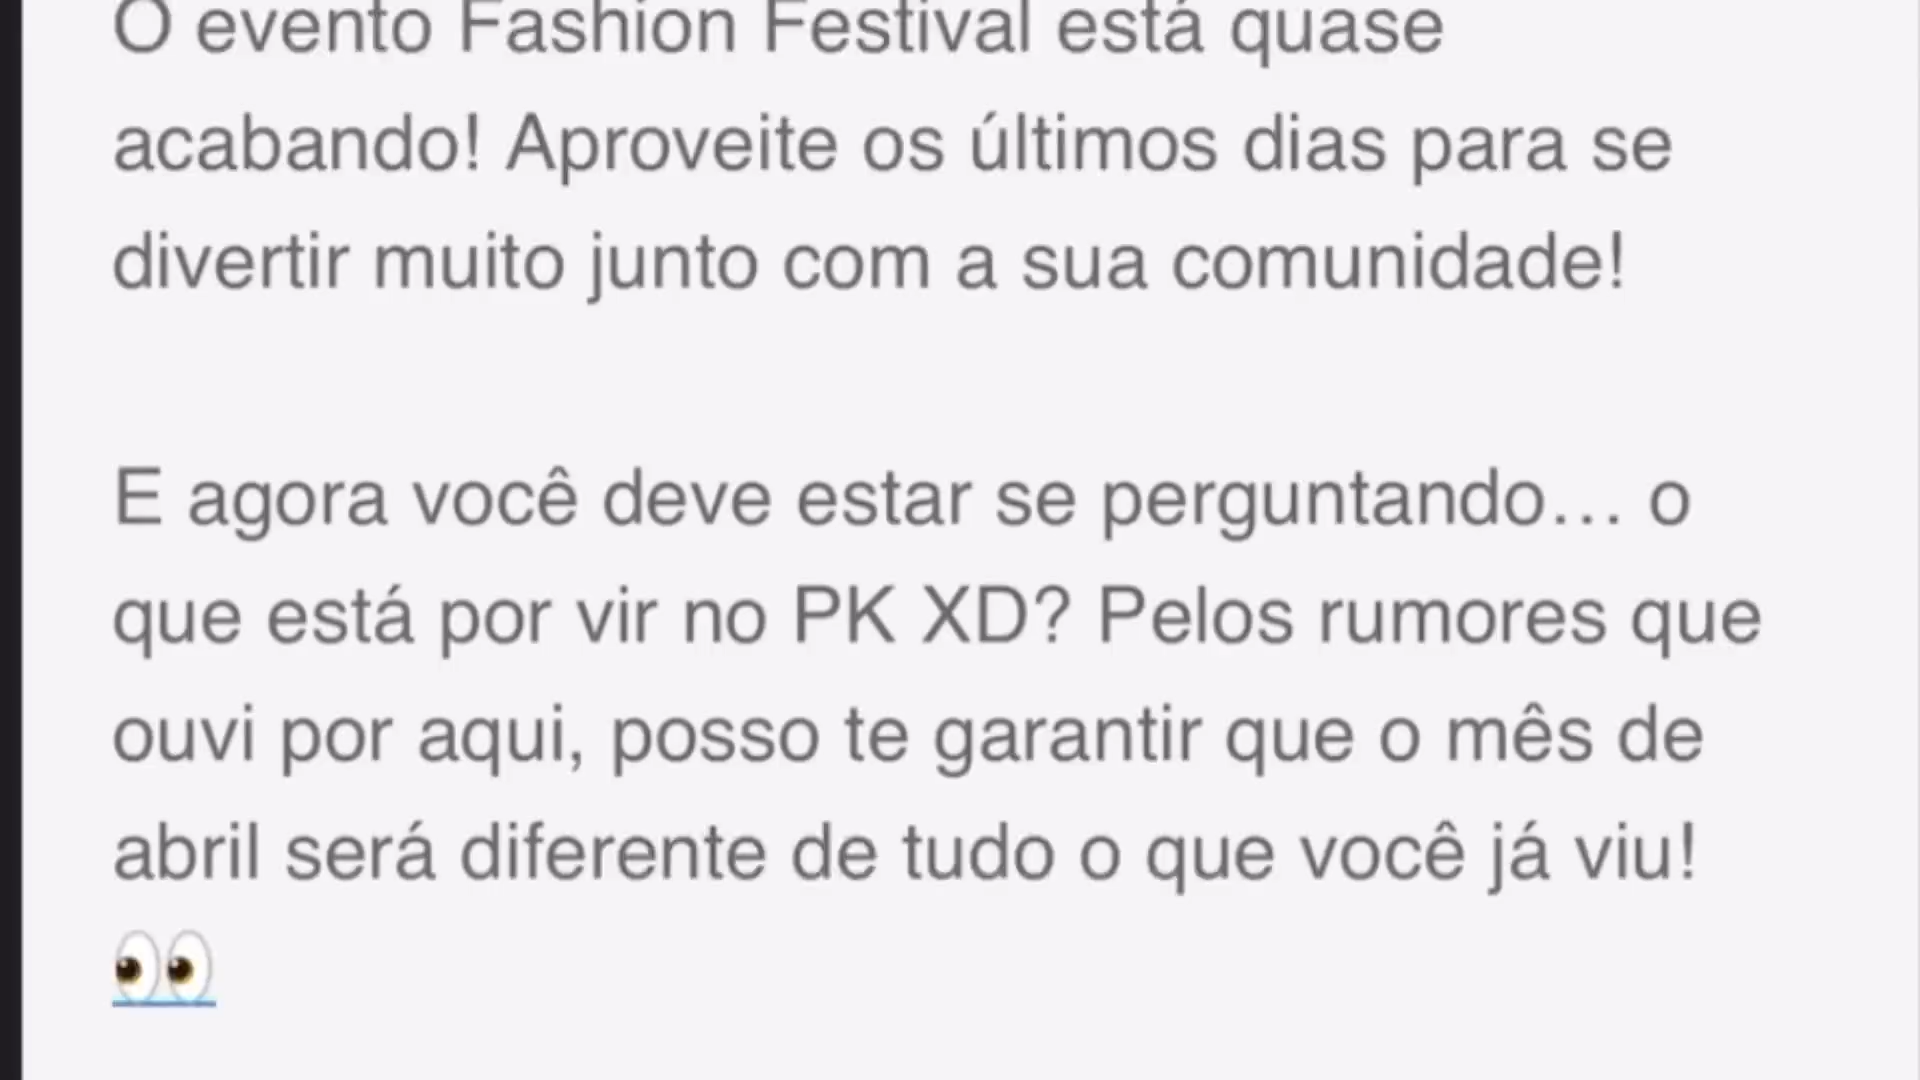 O evento Fashion Festival está quase
acabando! Aproveite os últimos dias para se
divertir muito junto com a sua comunidade!
E agora você deve estar se perguntando... o
que está por vir no PK XD? Pelos rumores que
ouvi por aqui, posso te garantir que o mês de
abril será diferente de tudo o que você já viu!
👀